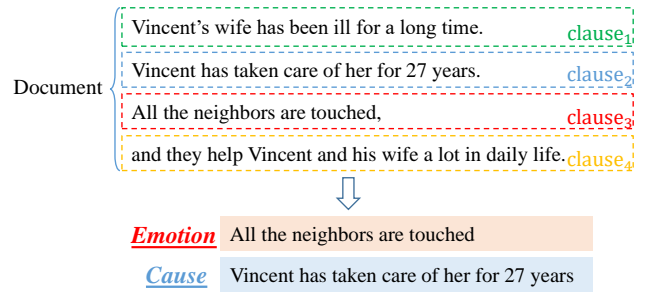 Vincent's wife has been ill for a long time. clause₁
Vincent has taken care of her for 27 years. clause₂
Document
All the neighbors are touched, clause₃
and they help Vincent and his wife a lot in daily life. clause₄
Emotion All the neighbors are touched
Cause Vincent has taken care of her for 27 years